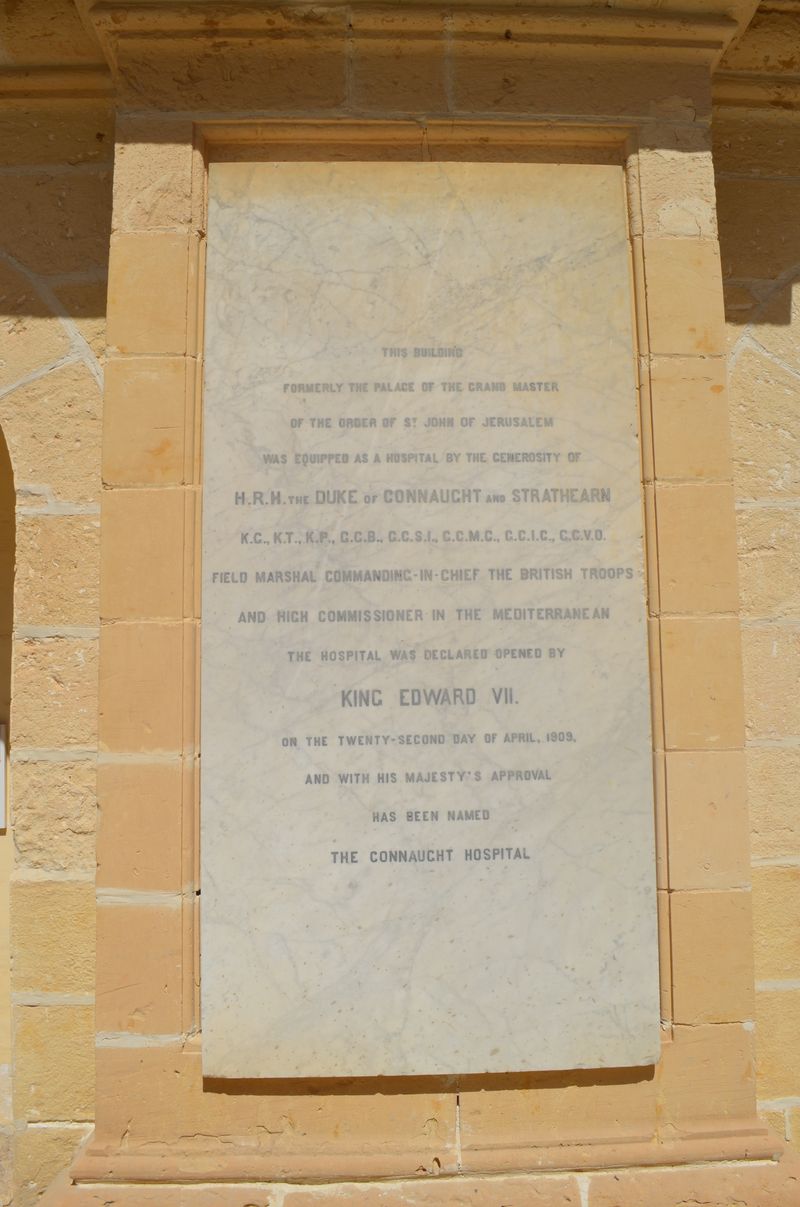 THIS BUILDING
FORMERLY THE PALACE OF THE GRAND MASTER
OF THE ORDER OF ST JOHN OF JERUSALEM
WAS EQUIPPED AS A HOSPITAL BY THE GENEROSITY OF
H.R.H. THE DUKE OF CONNAUGHT AND STRATHEARN
K.G., K.T., K.P., G.C.B., G.C.S.I., G.C.M.G., G.C.I.E., G.C.V.O.
FIELD MARSHAL COMMANDING-IN-CHIEF THE BRITISH TROOPS
AND HIGH COMMISSIONER IN THE MEDITERRANEAN
THE HOSPITAL WAS DECLARED OPENED BY
KING EDWARD VII.
ON THE TWENTY-SECOND DAY OF APRIL, 1909,
AND WITH HIS MAJESTY'S APPROVAL
HAS BEEN NAMED
THE CONNAUGHT HOSPITAL